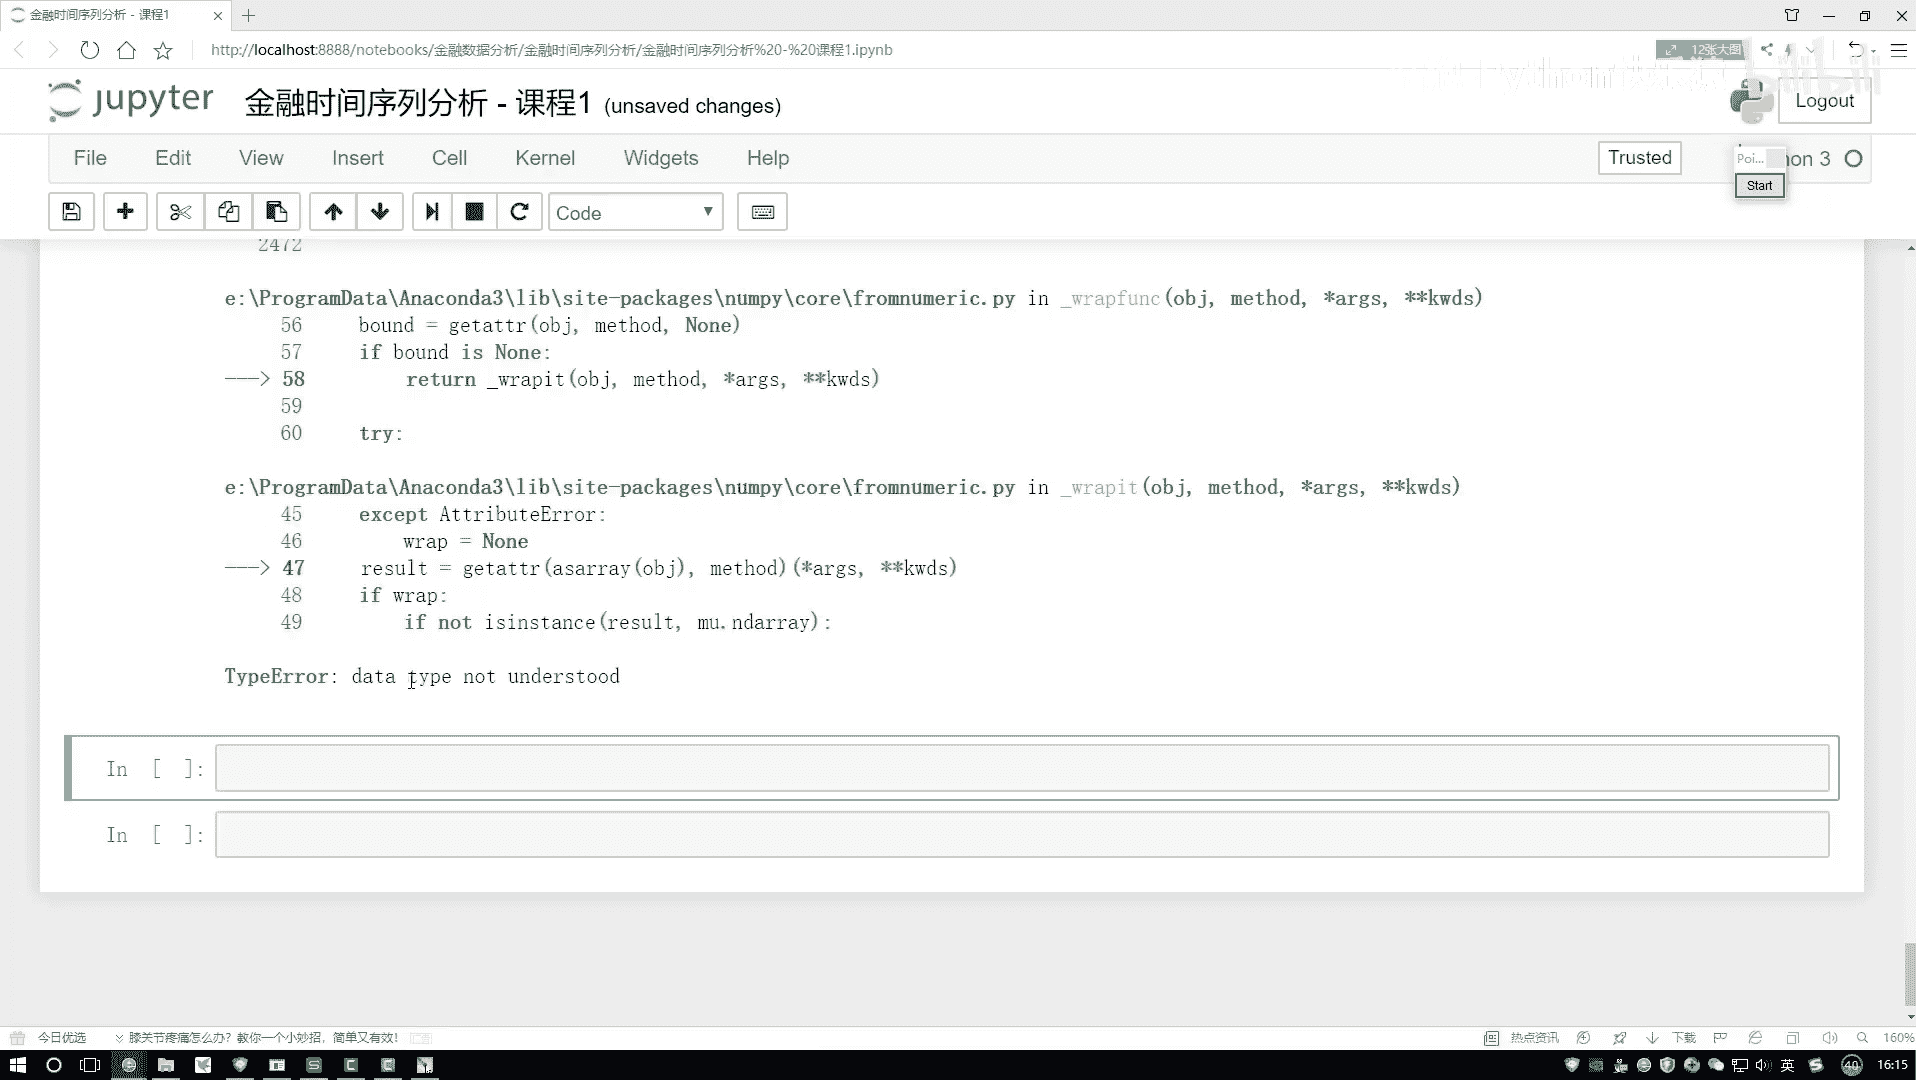 金融时间序列分析 - 课程1
http://localhost:8888/notebooks/金融数据分析/金融时间序列分析/金融时间序列分析%20-%20课程1.ipynb
12张大图
bilibili
jupyter 金融时间序列分析 - 课程1 (unsaved changes)
Logout
File Edit View Insert Cell Kernel Widgets Help
Trusted
Poi...
hon 3
Start
Code
2472
e:\ProgramData\Anaconda3\lib\site-packages\numpy\core\fromnumeric.py in _wrapfunc(obj, method, *args, **kwds)
56 bound = getattr(obj, method, None)
57 if bound is None:
---> 58 return _wrapit(obj, method, *args, **kwds)
59
60 try:
e:\ProgramData\Anaconda3\lib\site-packages\numpy\core\fromnumeric.py in _wrapit(obj, method, *args, **kwds)
45 except AttributeError:
46 wrap = None
---> 47 result = getattr(asarray(obj), method)(*args, **kwds)
48 if wrap:
49 if not isinstance(result, mu.ndarray):
TypeError: data type not understood
In [ ]:
In [ ]:
今日优选 膝关节疼痛怎么办？教你一个小妙招，简单又有效！
热点资讯 下载 160%
英 40 16:15